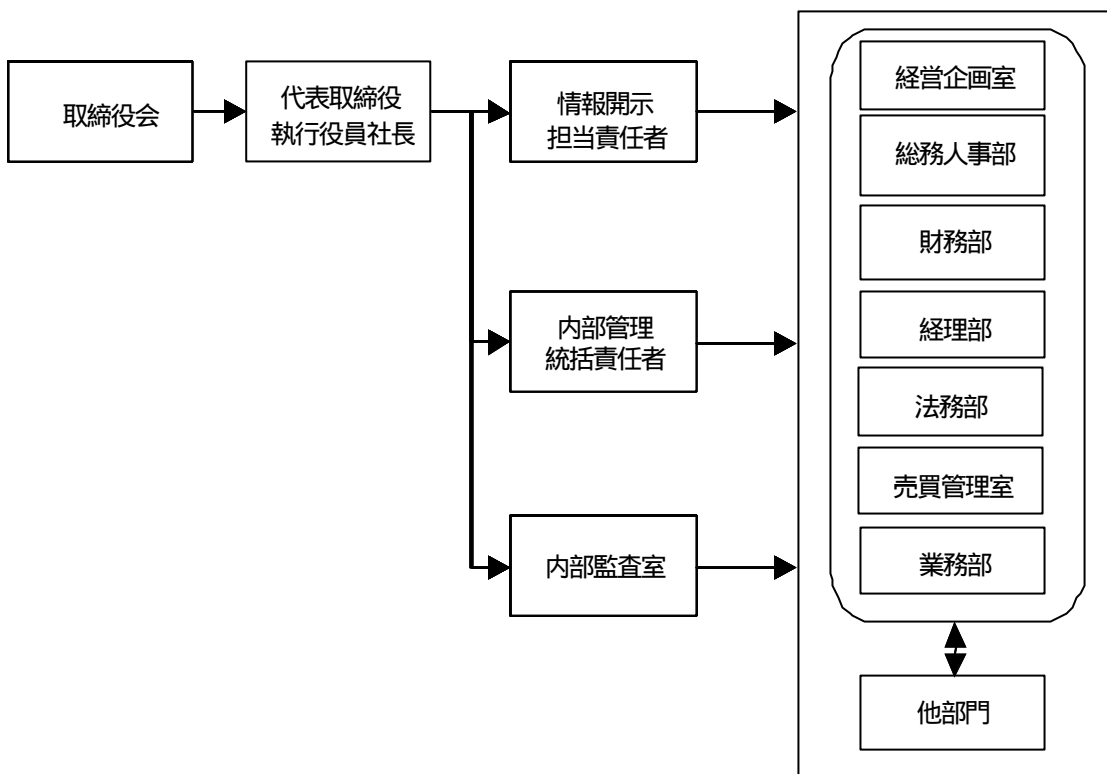 取締役会
代表取締役
執行役員社長
情報開示
担当責任者
内部管理
統括責任者
内部監査室
経営企画室
総務人事部
財務部
経理部
法務部
売買管理室
業務部
他部門